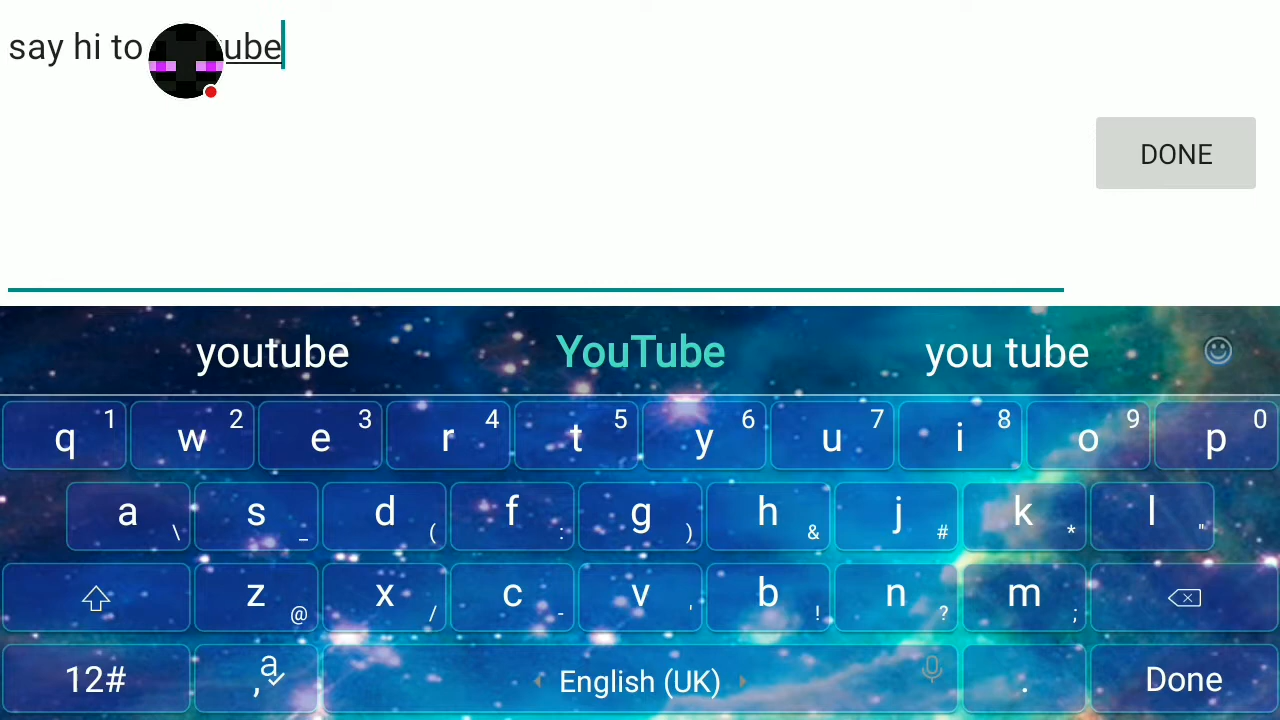 say hi to tube
DONE
youtube YouTube you tube
q 1 w 2 e 3 r 4 t 5 y 6 u 7 i 8 o 9 p 0
a \ s _ d ( f : g ) h & j # k * l "
z @ x / c - v ' b ! n ? m ;
12# , a English (UK) . Done